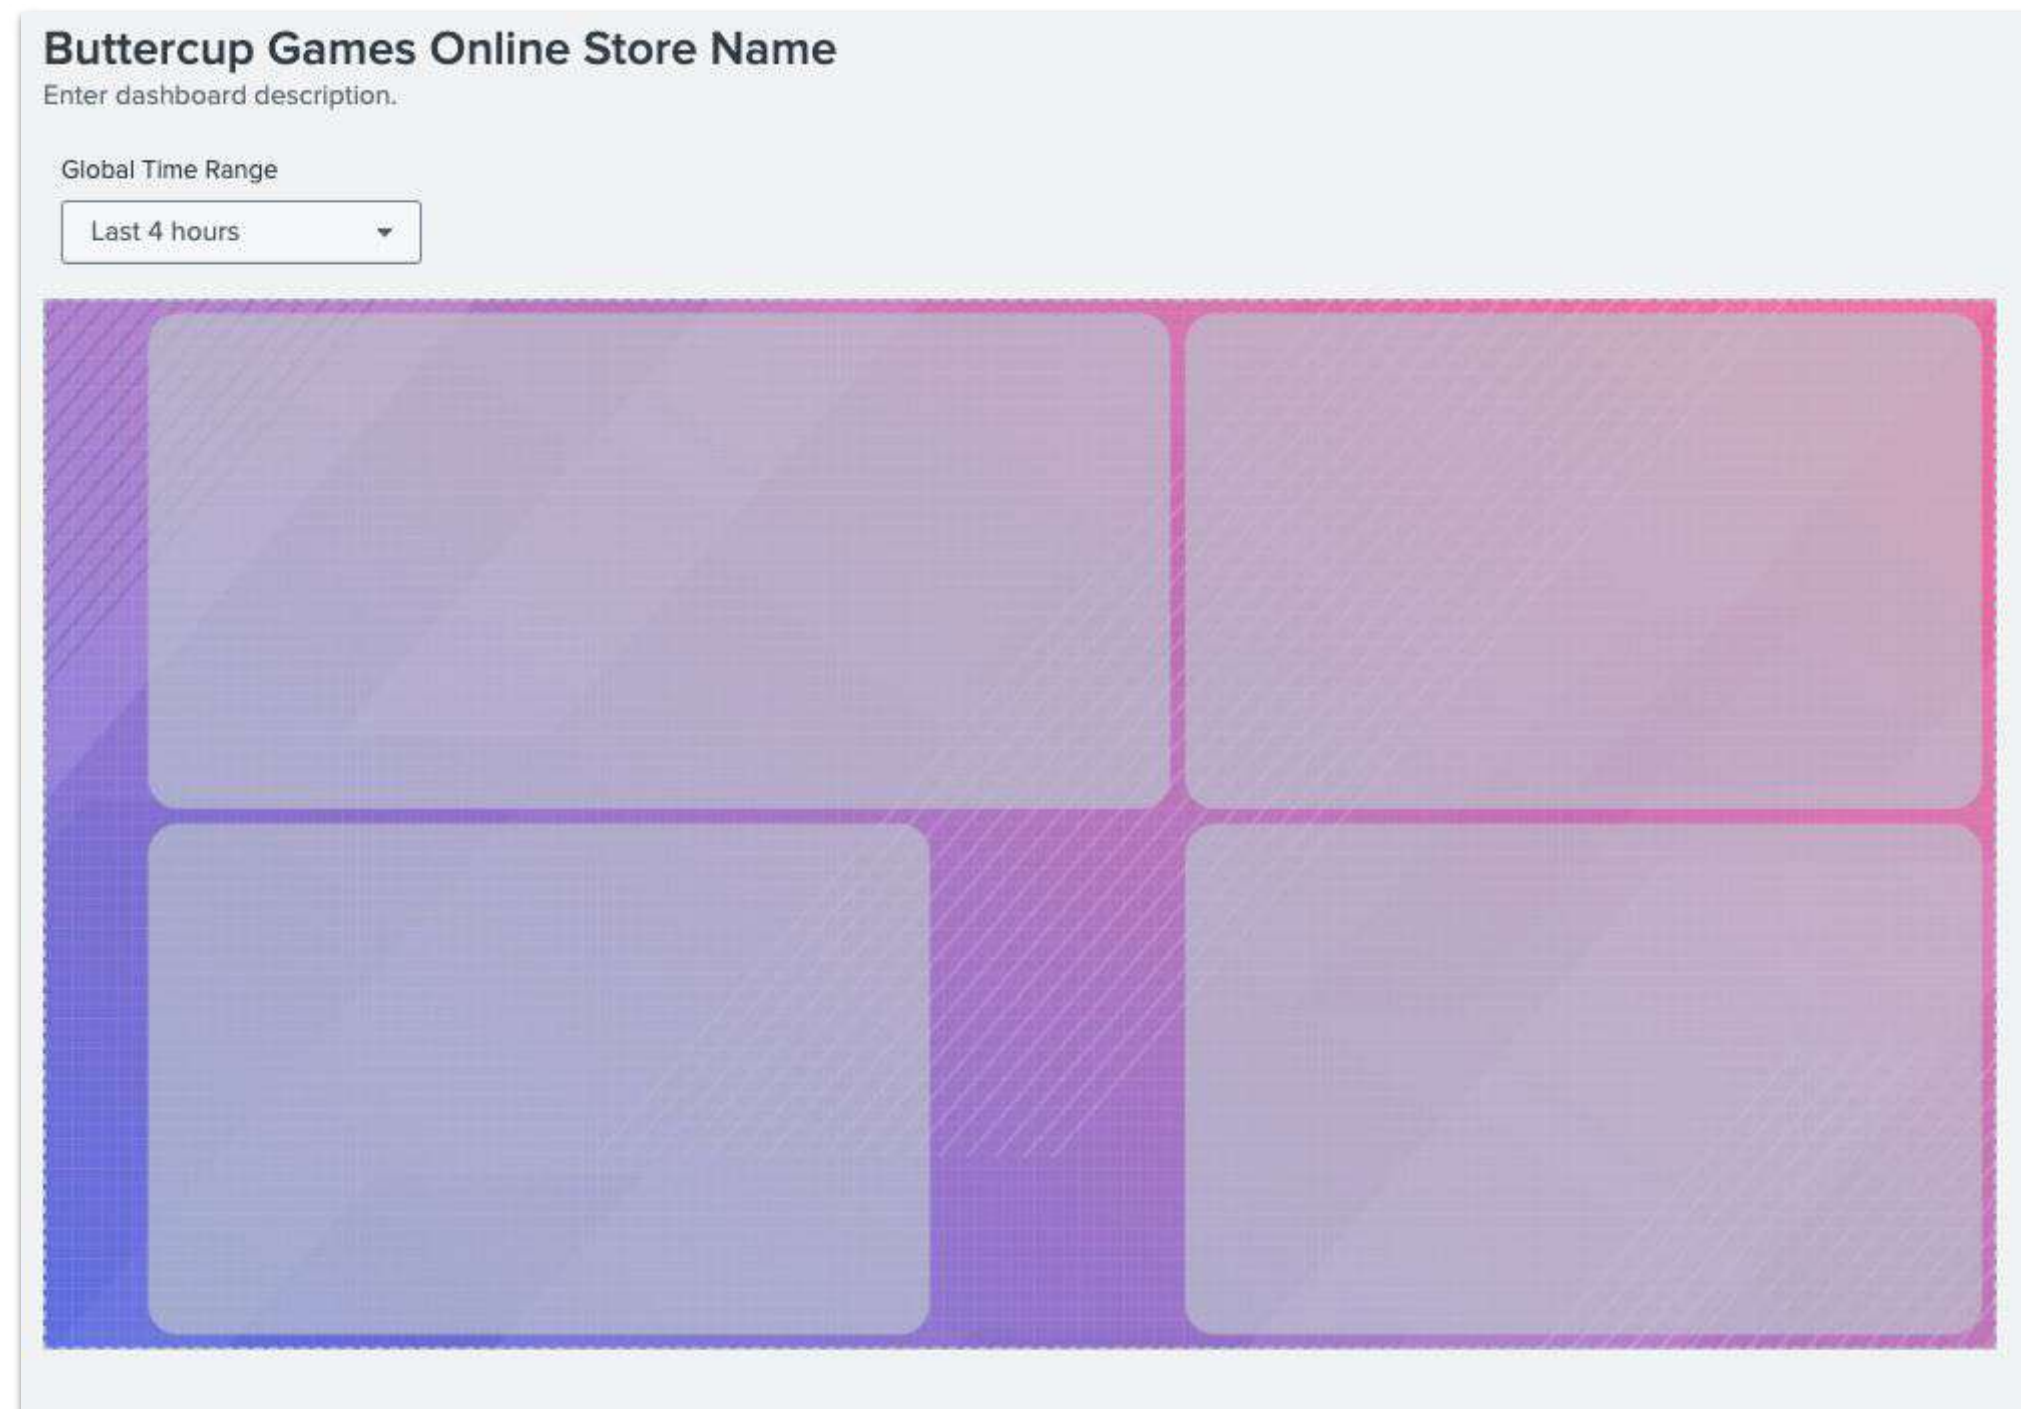 Buttercup Games Online Store Name
Enter dashboard description.
Global Time Range
Last 4 hours